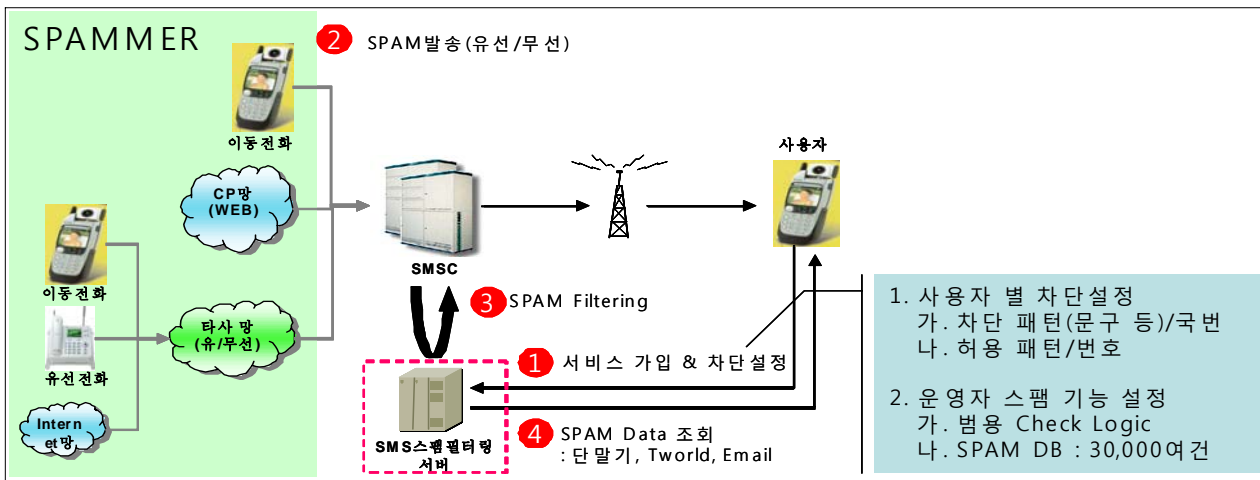 SPAMMER
2 SPAM발송(유선/무선)
이동전화
CP망
(WEB)
이동전화
유선전화
Intern
et망
타사망
(유/무선)
SMSC
사용자
3 SPAM Filtering
1 서비스 가입 & 차단설정
SMS스팸필터링
서버
4 SPAM Data 조회
: 단말기, Tworld, Email
1. 사용자 별 차단설정
가. 차단 패턴(문구 등)/국번
나. 허용 패턴/번호
2. 운영자 스팸 기능 설정
가. 범용 Check Logic
나. SPAM DB : 30,000여건